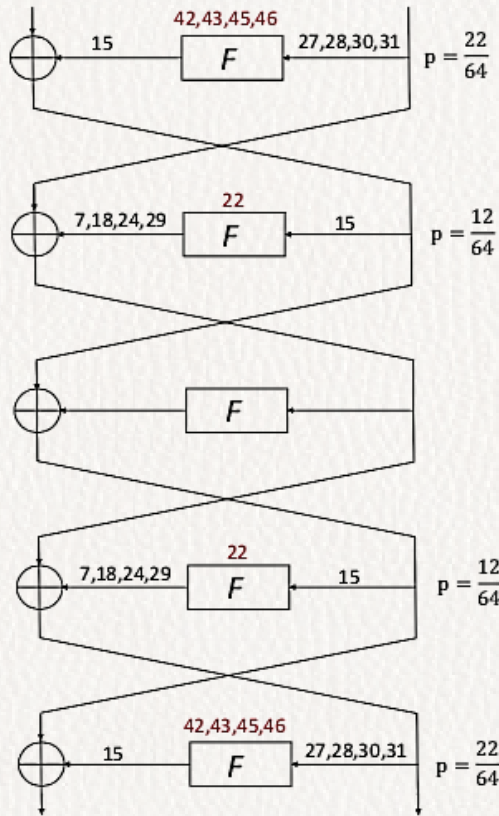 42,43,45,46
15 F 27,28,30,31 p = 22/64
22
7,18,24,29 F 15 p = 12/64
F
22
7,18,24,29 F 15 p = 12/64
42,43,45,46
15 F 27,28,30,31 p = 22/64